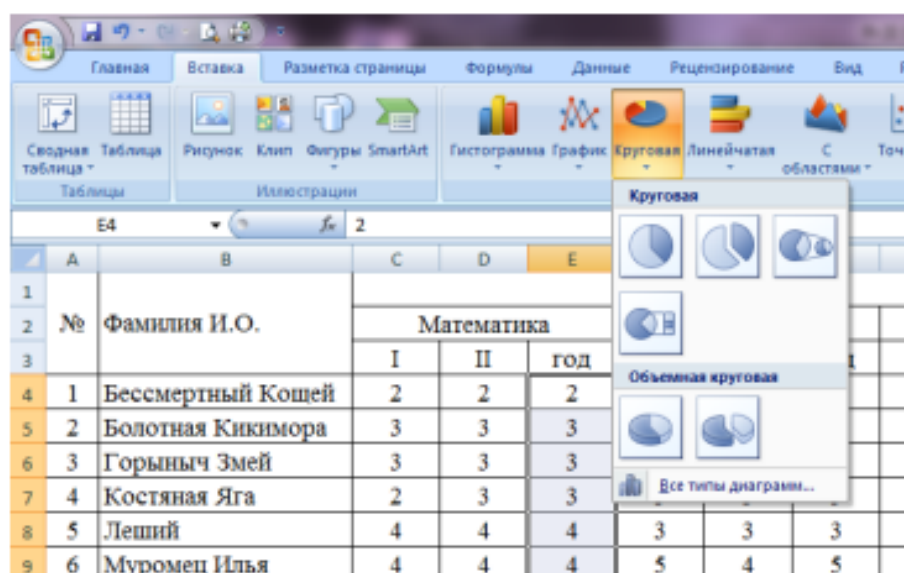 Главная Вставка Разметка страницы Формулы Данные Рецензирование Вид
Сводная таблица Таблица Рисунок Клип Фигуры SmartArt Гистограмма График Круговая Линейчатая С областями
Таблицы Иллюстрации
Круговая
E4 fx 2
A B C D E
1
2 № Фамилия И.О. Математика
3 I II год
Объемная круговая
4 1 Бессмертный Кощей 2 2 2
5 2 Болотная Кикимора 3 3 3
6 3 Горыныч Змей 3 3 3
7 4 Костяная Яга 2 3 3
Все типы диаграмм...
8 5 Леший 4 4 4 3 3 3
9 6 Муромец Илья 4 4 4 5 4 5